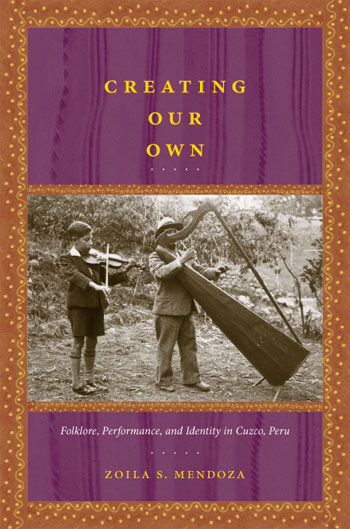 CREATING
OUR
OWN
Folklore, Performance, and Identity in Cuzco, Peru
ZOILA S. MENDOZA